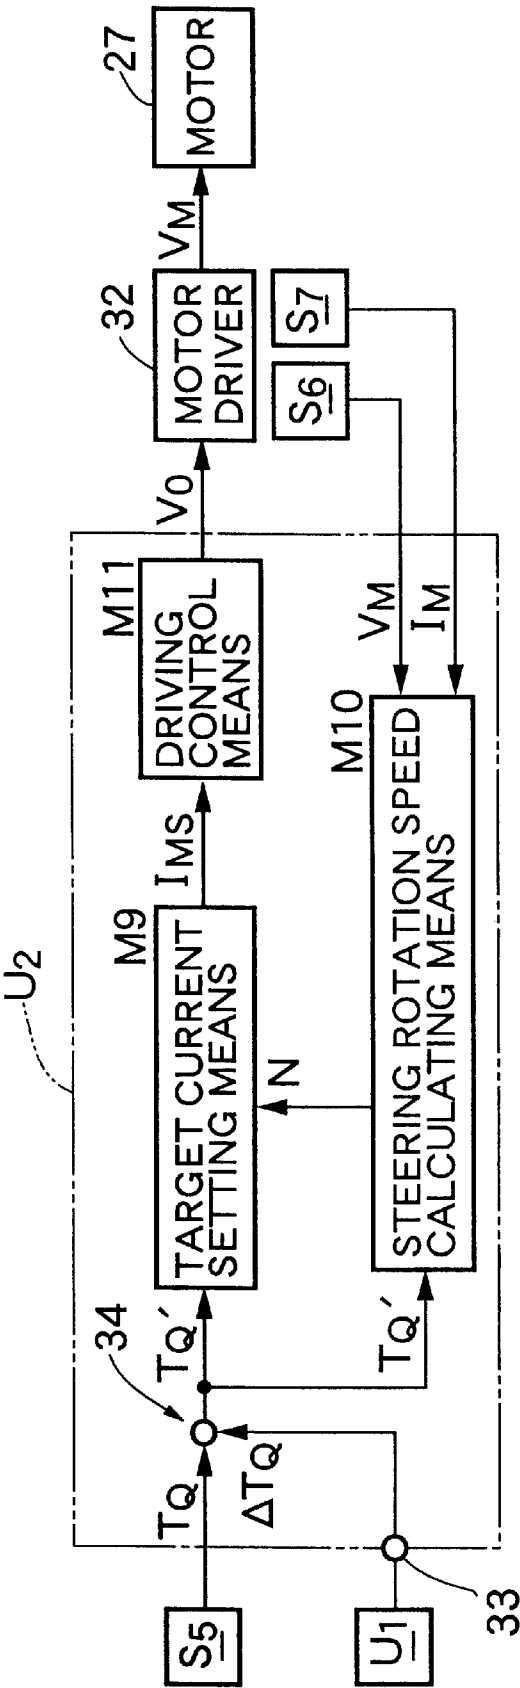 U2
S5
TQ
34
TQ'
M9
TARGET CURRENT
SETTING MEANS
IMS
M11
DRIVING
CONTROL
MEANS
VO
32
MOTOR
DRIVER
VM
27
MOTOR
U1
33
ΔTQ
TQ'
N
M10
STEERING ROTATION SPEED
CALCULATING MEANS
VM
IM
S6
S7